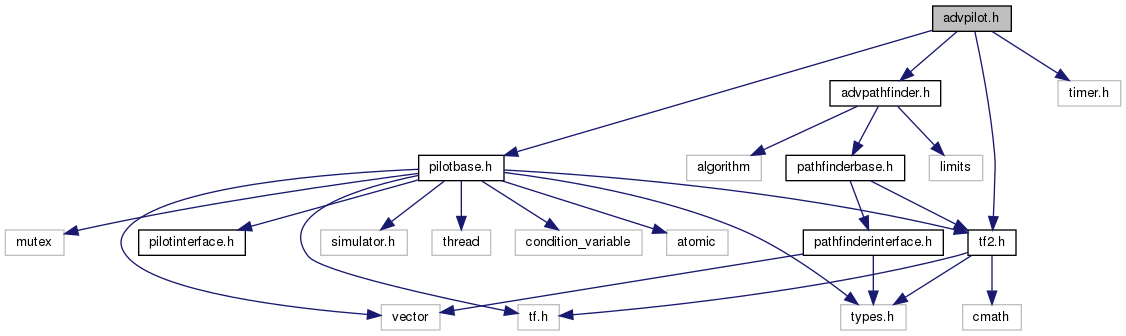 advpilot.h
advpathfinder.h
timer.h
pilotbase.h
algorithm
pathfinderbase.h
limits
mutex
pilotinterface.h
simulator.h
thread
condition_variable
atomic
pathfinderinterface.h
tf2.h
vector
tf.h
types.h
cmath